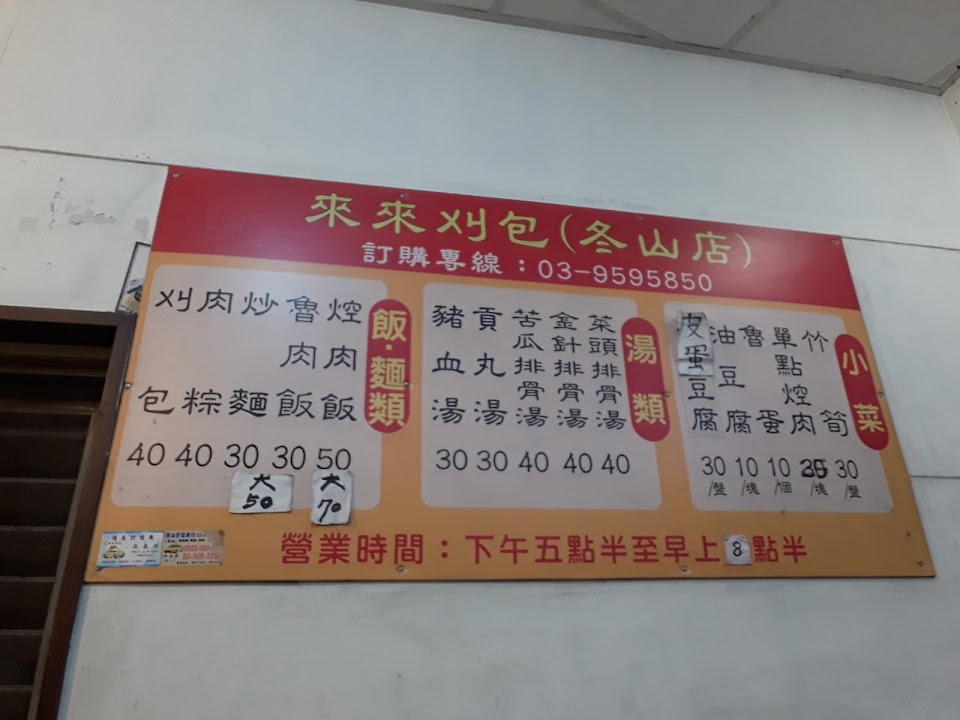 來來刈包(冬山店)
訂購專線：03-9595850
飯·麵類
焢肉飯 50 大70
魯肉飯 30
炒麵 30 大50
肉粽 40
刈包 40
湯類
菜頭排骨湯 40
金針排骨湯 40
苦瓜排骨湯 40
貢丸湯 30
豬血湯 30
小菜
竹筍 30/盤
單點焢肉 35/塊
魯蛋 10/個
油豆腐 10/塊
皮蛋豆腐 30/盤
營業時間：下午五點半至早上8點半